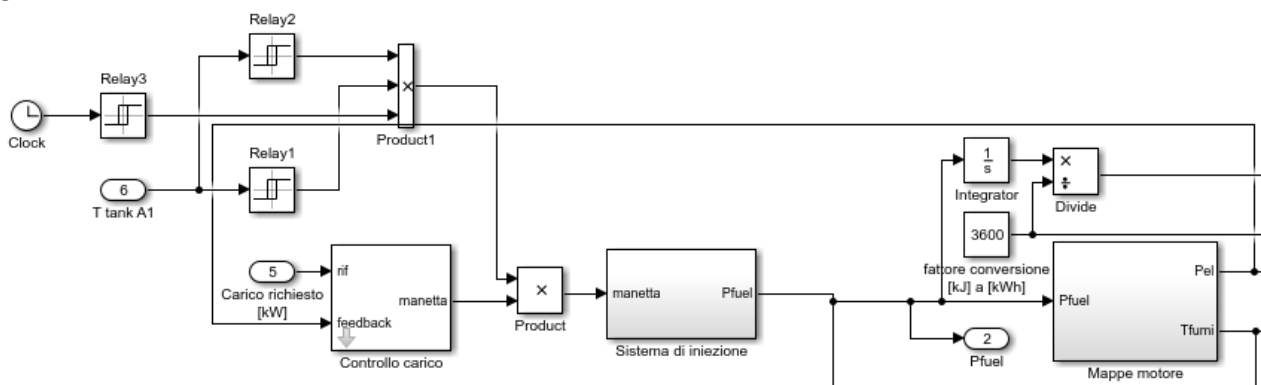 Relay2
Relay3
×
Clock
Product1
Relay1
6
T tank A1
1
s
Integrator
×
÷
Divide
3600
fattore conversione
[kJ] a [kWh]
5
Carico richiesto
[kW]
rif
manetta
feedback
Controllo carico
×
Product
manetta
Pfuel
Sistema di iniezione
2
Pfuel
Pfuel
Pel
Tfumi
Mappe motore